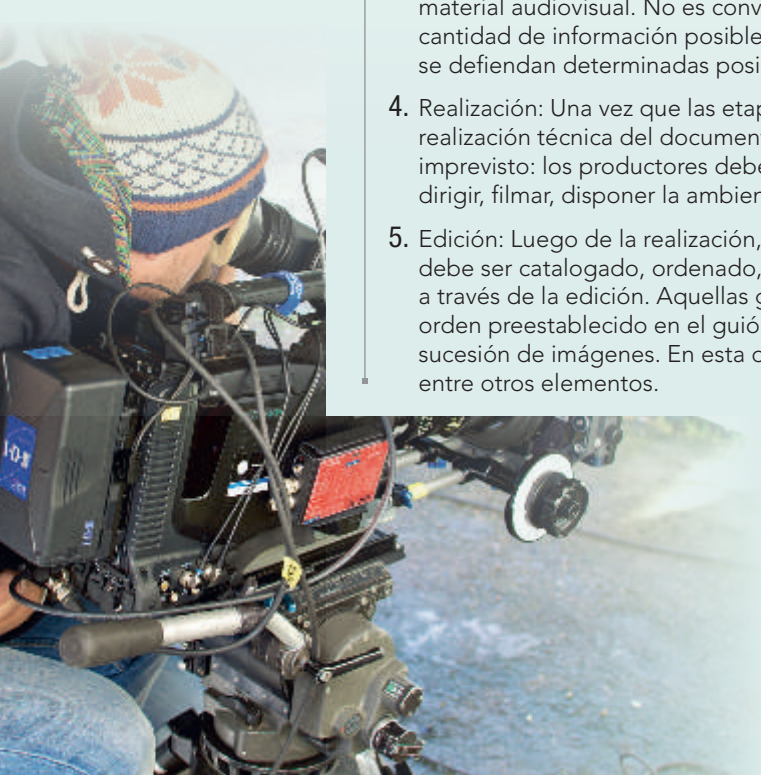 material audiovisual. No es conv
cantidad de información posible
se defiendan determinadas posi
4. Realización: Una vez que las etap
realización técnica del document
imprevisto: los productores debe
dirigir, filmar, disponer la ambien
5. Edición: Luego de la realización,
debe ser catalogado, ordenado,
a través de la edición. Aquellas g
orden preestablecido en el guió
sucesión de imágenes. En esta c
entre otros elementos.